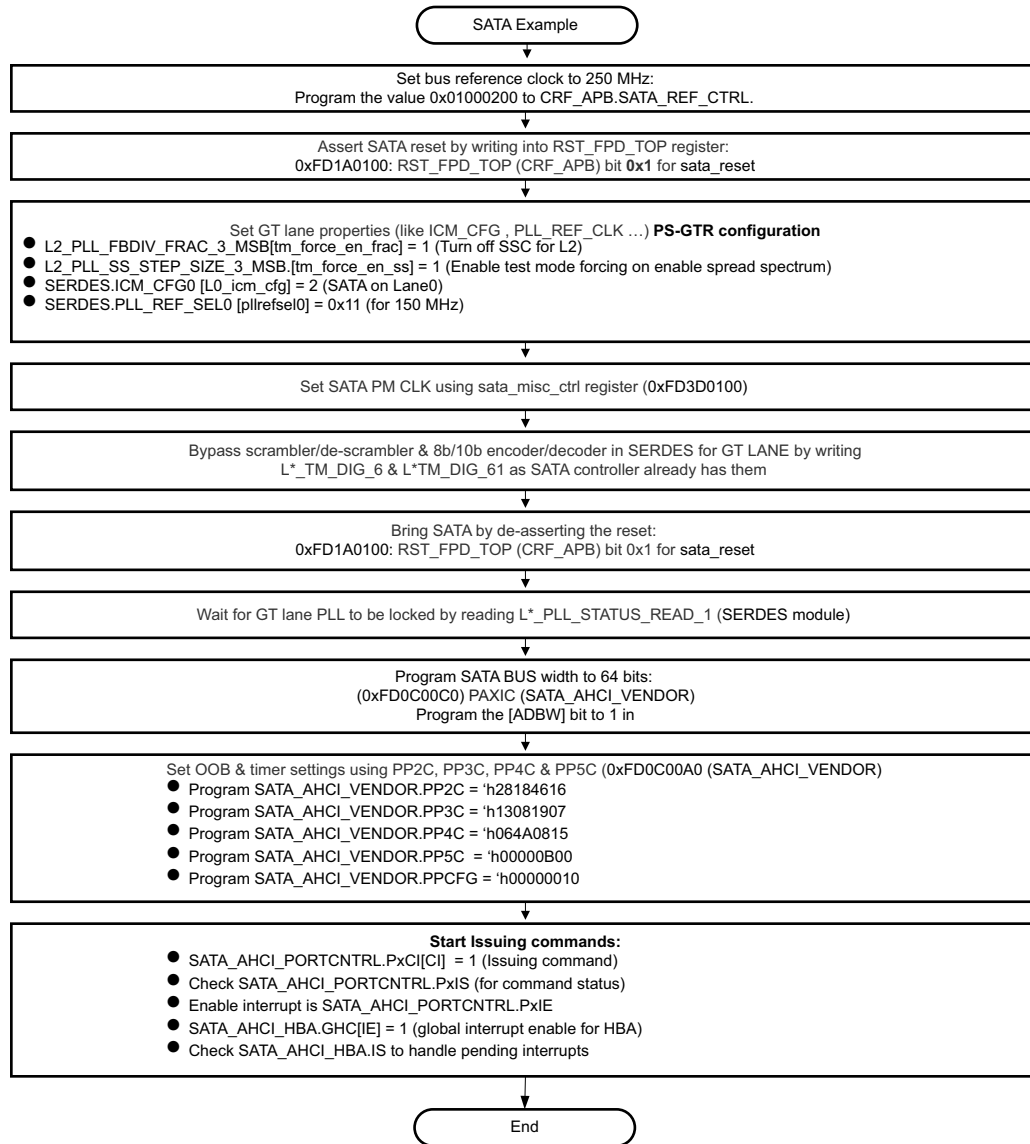 SATA Example
Set bus reference clock to 250 MHz:
Program the value 0x01000200 to CRF_APB.SATA_REF_CTRL.
Assert SATA reset by writing into RST_FPD_TOP register:
0xFD1A0100: RST_FPD_TOP (CRF_APB) bit 0x1 for sata_reset
Set GT lane properties (like ICM_CFG , PLL_REF_CLK …) PS-GTR configuration
● L2_PLL_FBDIV_FRAC_3_MSB[tm_force_en_frac] = 1 (Turn off SSC for L2)
● L2_PLL_SS_STEP_SIZE_3_MSB.[tm_force_en_ss] = 1 (Enable test mode forcing on enable spread spectrum)
● SERDES.ICM_CFG0 [L0_icm_cfg] = 2 (SATA on Lane0)
● SERDES.PLL_REF_SEL0 [pllrefsel0] = 0x11 (for 150 MHz)
Set SATA PM CLK using sata_misc_ctrl register (0xFD3D0100)
Bypass scrambler/de-scrambler & 8b/10b encoder/decoder in SERDES for GT LANE by writing
L*_TM_DIG_6 & L*TM_DIG_61 as SATA controller already has them
Bring SATA by de-asserting the reset:
0xFD1A0100: RST_FPD_TOP (CRF_APB) bit 0x1 for sata_reset
Wait for GT lane PLL to be locked by reading L*_PLL_STATUS_READ_1 (SERDES module)
Program SATA BUS width to 64 bits:
(0xFD0C00C0) PAXIC (SATA_AHCI_VENDOR)
Program the [ADBW] bit to 1 in
Set OOB & timer settings using PP2C, PP3C, PP4C & PP5C (0xFD0C00A0 (SATA_AHCI_VENDOR)
● Program SATA_AHCI_VENDOR.PP2C = ‘h28184616
● Program SATA_AHCI_VENDOR.PP3C = ‘h13081907
● Program SATA_AHCI_VENDOR.PP4C = ‘h064A0815
● Program SATA_AHCI_VENDOR.PP5C = ‘h00000B00
● Program SATA_AHCI_VENDOR.PPCFG = ‘h00000010
Start Issuing commands:
● SATA_AHCI_PORTCNTRL.PxCI[CI] = 1 (Issuing command)
● Check SATA_AHCI_PORTCNTRL.PxIS (for command status)
● Enable interrupt is SATA_AHCI_PORTCNTRL.PxIE
● SATA_AHCI_HBA.GHC[IE] = 1 (global interrupt enable for HBA)
● Check SATA_AHCI_HBA.IS to handle pending interrupts
End